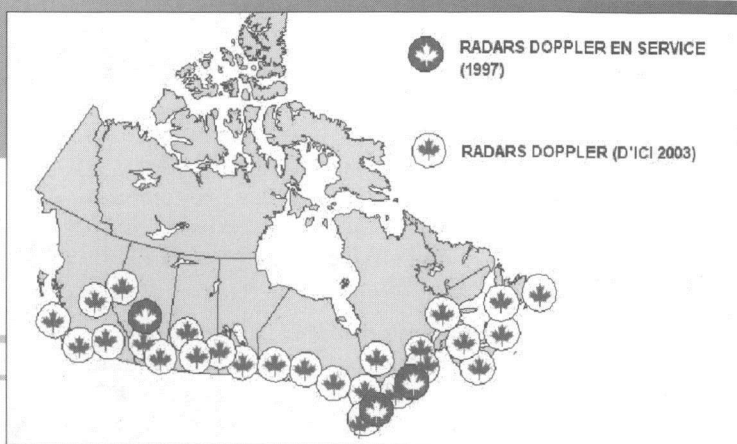 RADARS DOPPLER EN SERVICE
(1997)
RADARS DOPPLER (D'ICI 2003)